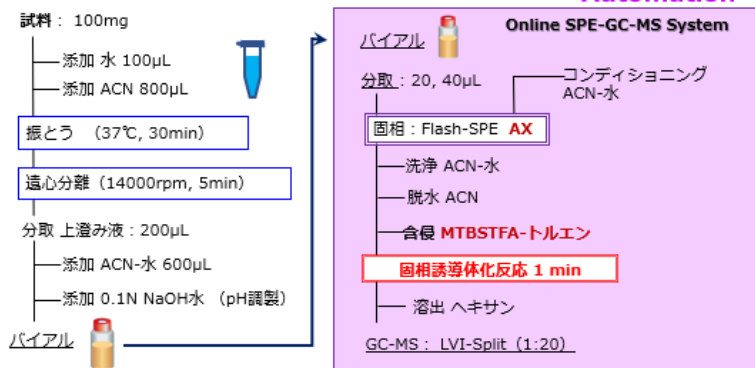 試料： 100mg
添加 水 100μL
添加 ACN 800μL
振とう （37℃, 30min）
遠心分離（14000rpm, 5min）
分取 上澄み液：200μL
添加 ACN-水 600μL
添加 0.1N NaOH水 （pH調製）
バイアル
Online SPE-GC-MS System
バイアル
分取：20, 40μL
コンディショニング
ACN-水
固相：Flash-SPE AX
洗浄 ACN-水
脱水 ACN
含侵 MTBSTFA-トルエン
固相誘導体化反応 1 min
溶出 ヘキサン
GC-MS： LVI-Split（1:20）